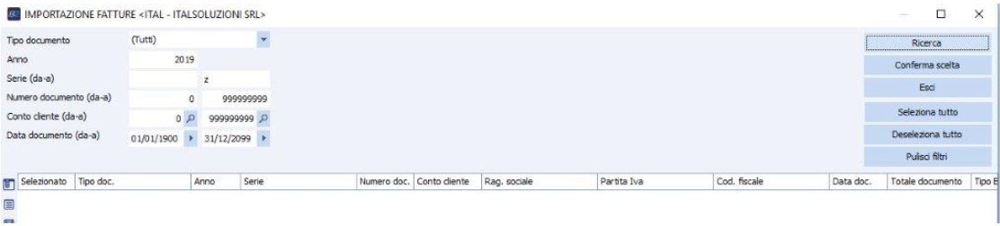 IMPORTAZIONE FATTURE <ITAL - ITALSOLUZIONI SRL>
Tipo documento (Tutti) Ricerca
Anno 2019 Conferma scelta
Serie (da-a) z Esci
Numero documento (da-a) 0 999999999
Conto cliente (da-a) 0 999999999 Seleziona tutto
Data documento (da-a) 01/01/1900 31/12/2099 Deseleziona tutto
Pulisci filtri
Selezionato Tipo doc. Anno Serie Numero doc. Conto cliente Rag. sociale Partita Iva Cod. fiscale Data doc. Totale documento Tipo